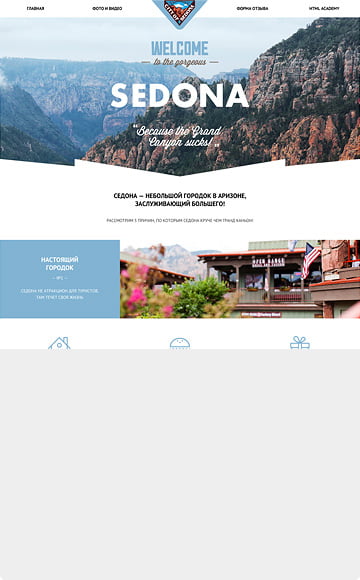 ГЛАВНАЯ
ФОТО И ВИДЕО
ФОРМА ОТЗЫВА
HTML ACADEMY
WELCOME
to the gorgeous
SEDONA
“Because the Grand
Canyon sucks!„
СЕДОНА — НЕБОЛЬШОЙ ГОРОДОК В АРИЗОНЕ,
ЗАСЛУЖИВАЮЩИЙ БОЛЬШЕГО!
РАССМОТРИМ 5 ПРИЧИН, ПО КОТОРЫМ СЕДОНА КРУЧЕ ЧЕМ ГРАНД КАНЬОН!
НАСТОЯЩИЙ
ГОРОДОК
— №1 —
СЕДОНА НЕ АТТРАКЦИОН ДЛЯ ТУРИСТОВ,
ТАМ ТЕЧЕТ СВОЯ ЖИЗНЬ
OPEN RANGE